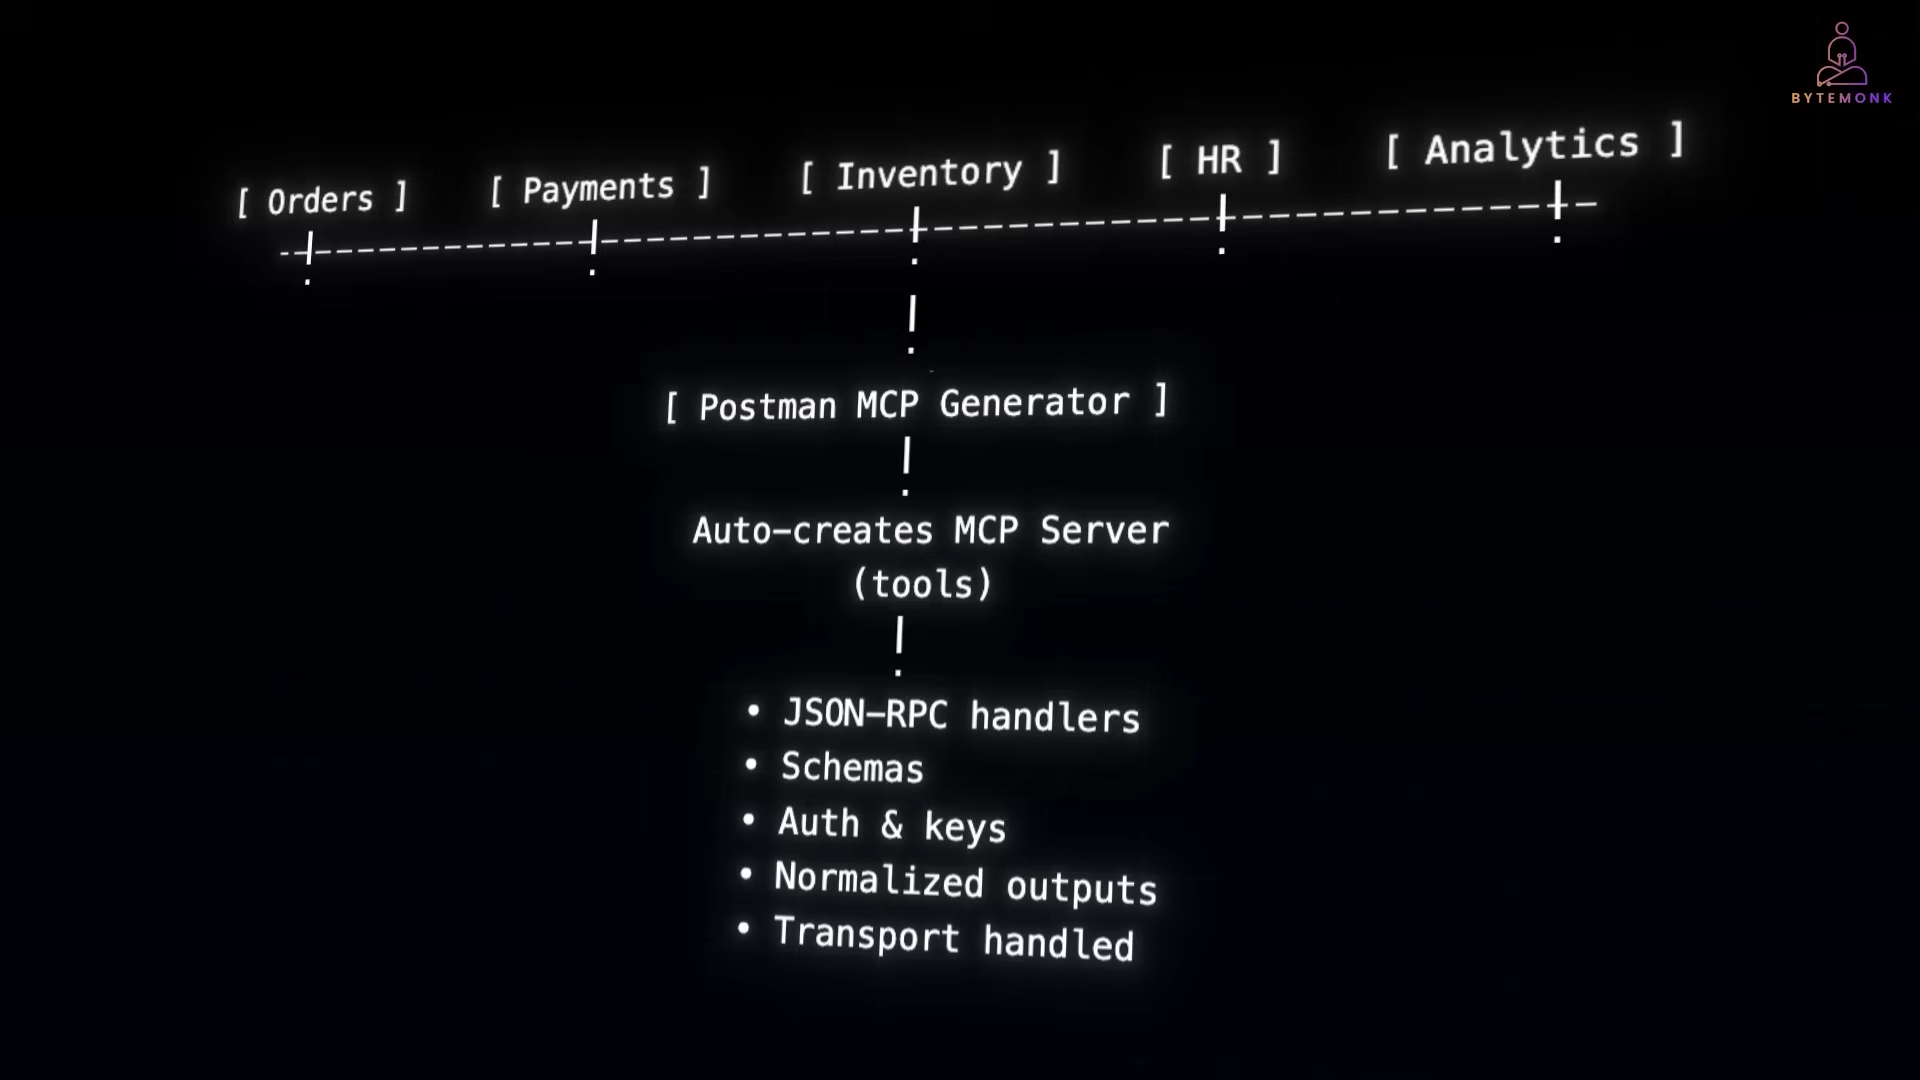 BYTEMONK
[ Orders ] [ Payments ] [ Inventory ] [ HR ] [ Analytics ]
[ Postman MCP Generator ]
Auto-creates MCP Server
(tools)
• JSON-RPC handlers
• Schemas
• Auth & keys
• Normalized outputs
• Transport handled